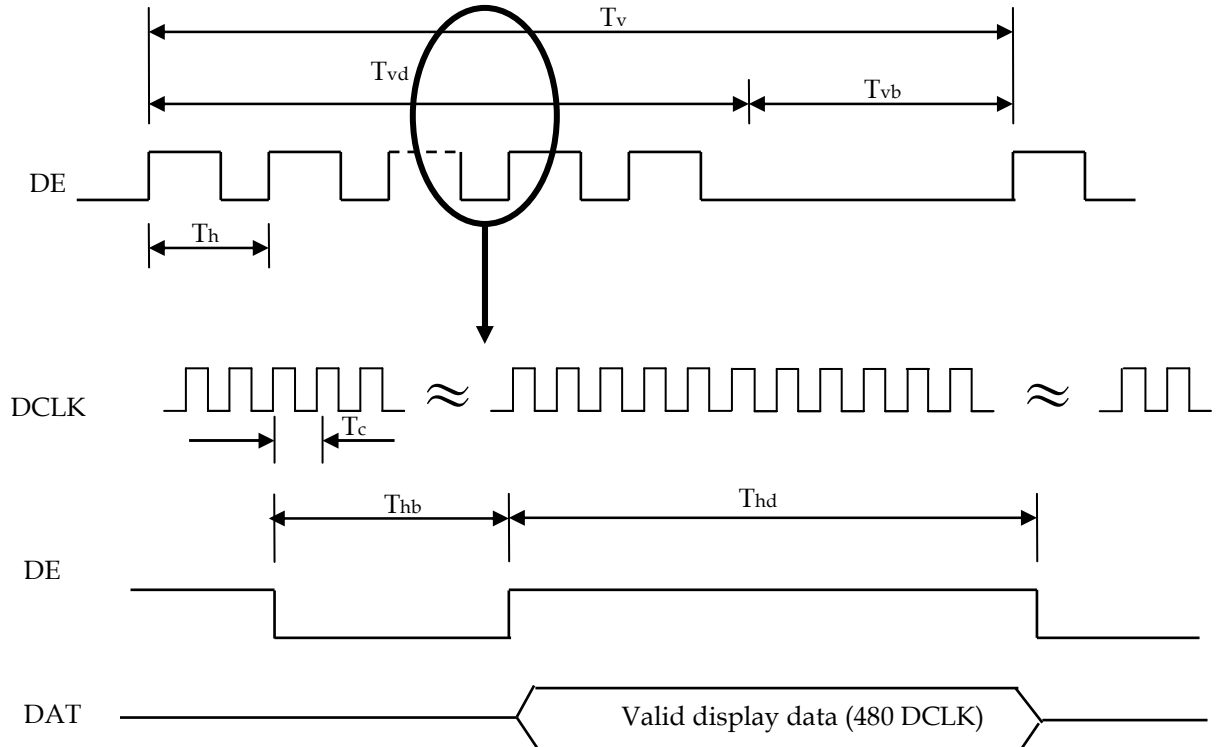 Tv
Tvd
Tvb
DE
Th
DCLK
Tc
Thb
Thd
DE
DAT
Valid display data (480 DCLK)